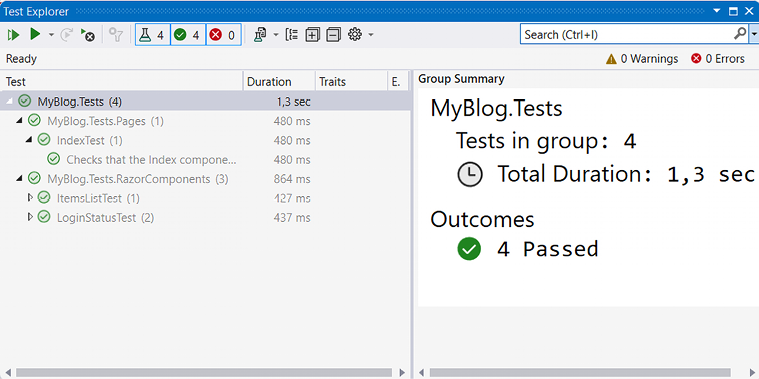 Test Explorer
4 4 0
Search (Ctrl+I)
Ready
0 Warnings 0 Errors
Test Duration Traits E.
Group Summary
MyBlog.Tests (4) 1,3 sec
MyBlog.Tests.Pages (1) 480 ms
IndexTest (1) 480 ms
Checks that the Index compone... 480 ms
MyBlog.Tests.RazorComponents (3) 864 ms
ItemsListTest (1) 427 ms
LoginStatusTest (2) 437 ms
MyBlog.Tests
Tests in group: 4
Total Duration: 1,3 sec
Outcomes
4 Passed